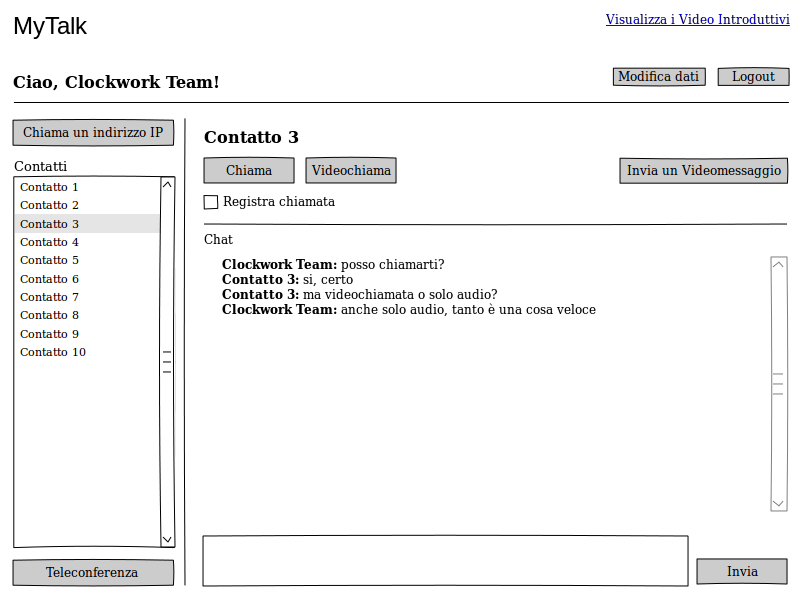 MyTalk
Visualizza i Video Introduttivi
Ciao, Clockwork Team!
Modifica dati
Logout
Chiama un indirizzo IP
Contatti
Contatto 1
Contatto 2
Contatto 3
Contatto 4
Contatto 5
Contatto 6
Contatto 7
Contatto 8
Contatto 9
Contatto 10
Teleconferenza
Contatto 3
Chiama
Videochiama
Invia un Videomessaggio
Registra chiamata
Chat
Clockwork Team: posso chiamarti?
Contatto 3: si, certo
Contatto 3: ma videochiamata o solo audio?
Clockwork Team: anche solo audio, tanto è una cosa veloce
Invia